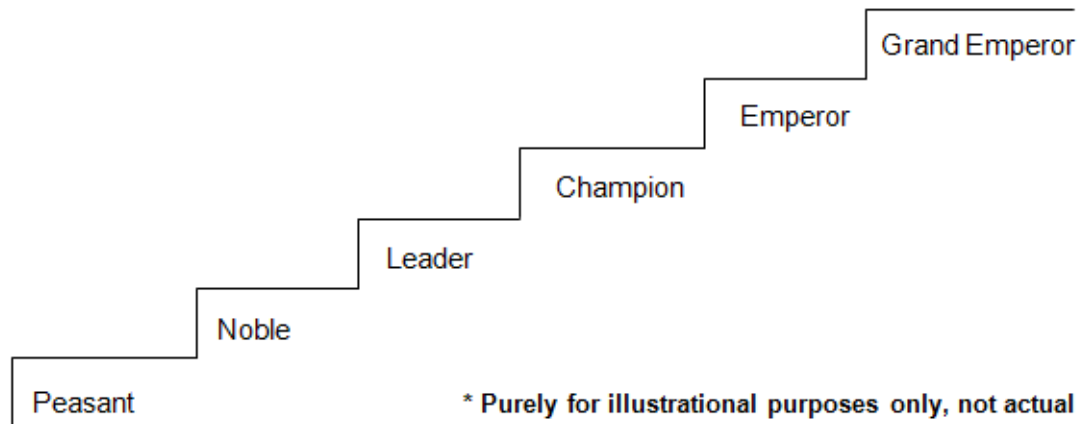 Grand Emperor
Emperor
Champion
Leader
Noble
Peasant
* Purely for illustrational purposes only, not actual